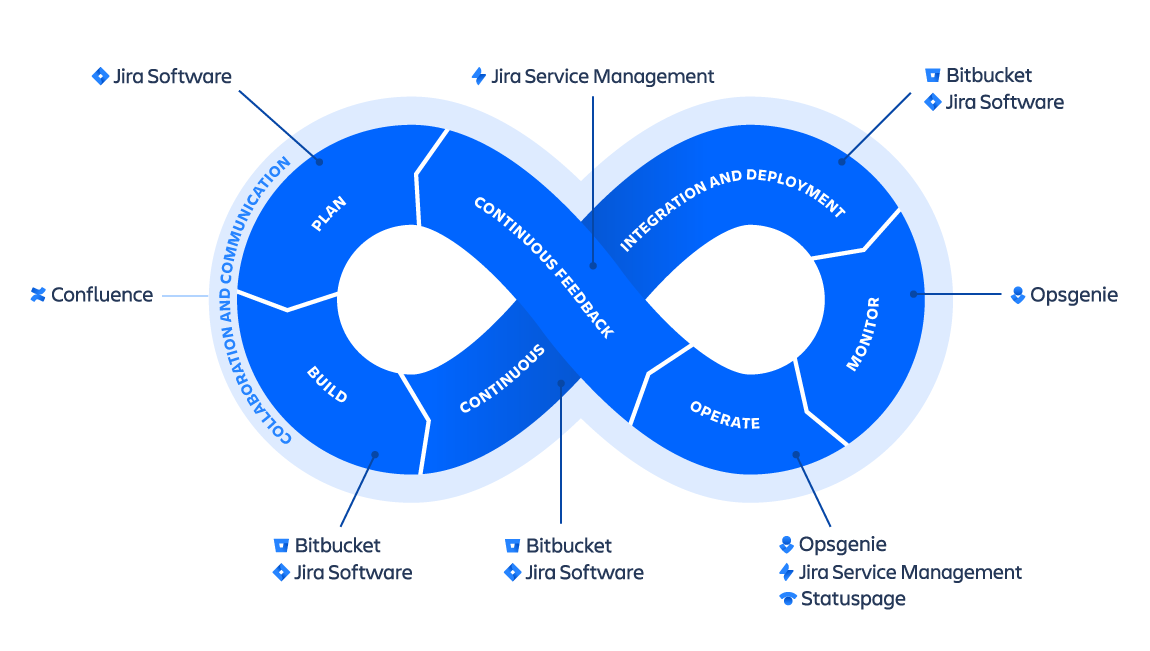 Jira Software
Jira Service Management
Bitbucket
Jira Software
COLLABORATION AND COMMUNICATION
PLAN
CONTINUOUS FEEDBACK
INTEGRATION AND DEPLOYMENT
Confluence
Opsgenie
MONITOR
BUILD
CONTINUOUS
OPERATE
Bitbucket
Jira Software
Bitbucket
Jira Software
Opsgenie
Jira Service Management
Statuspage